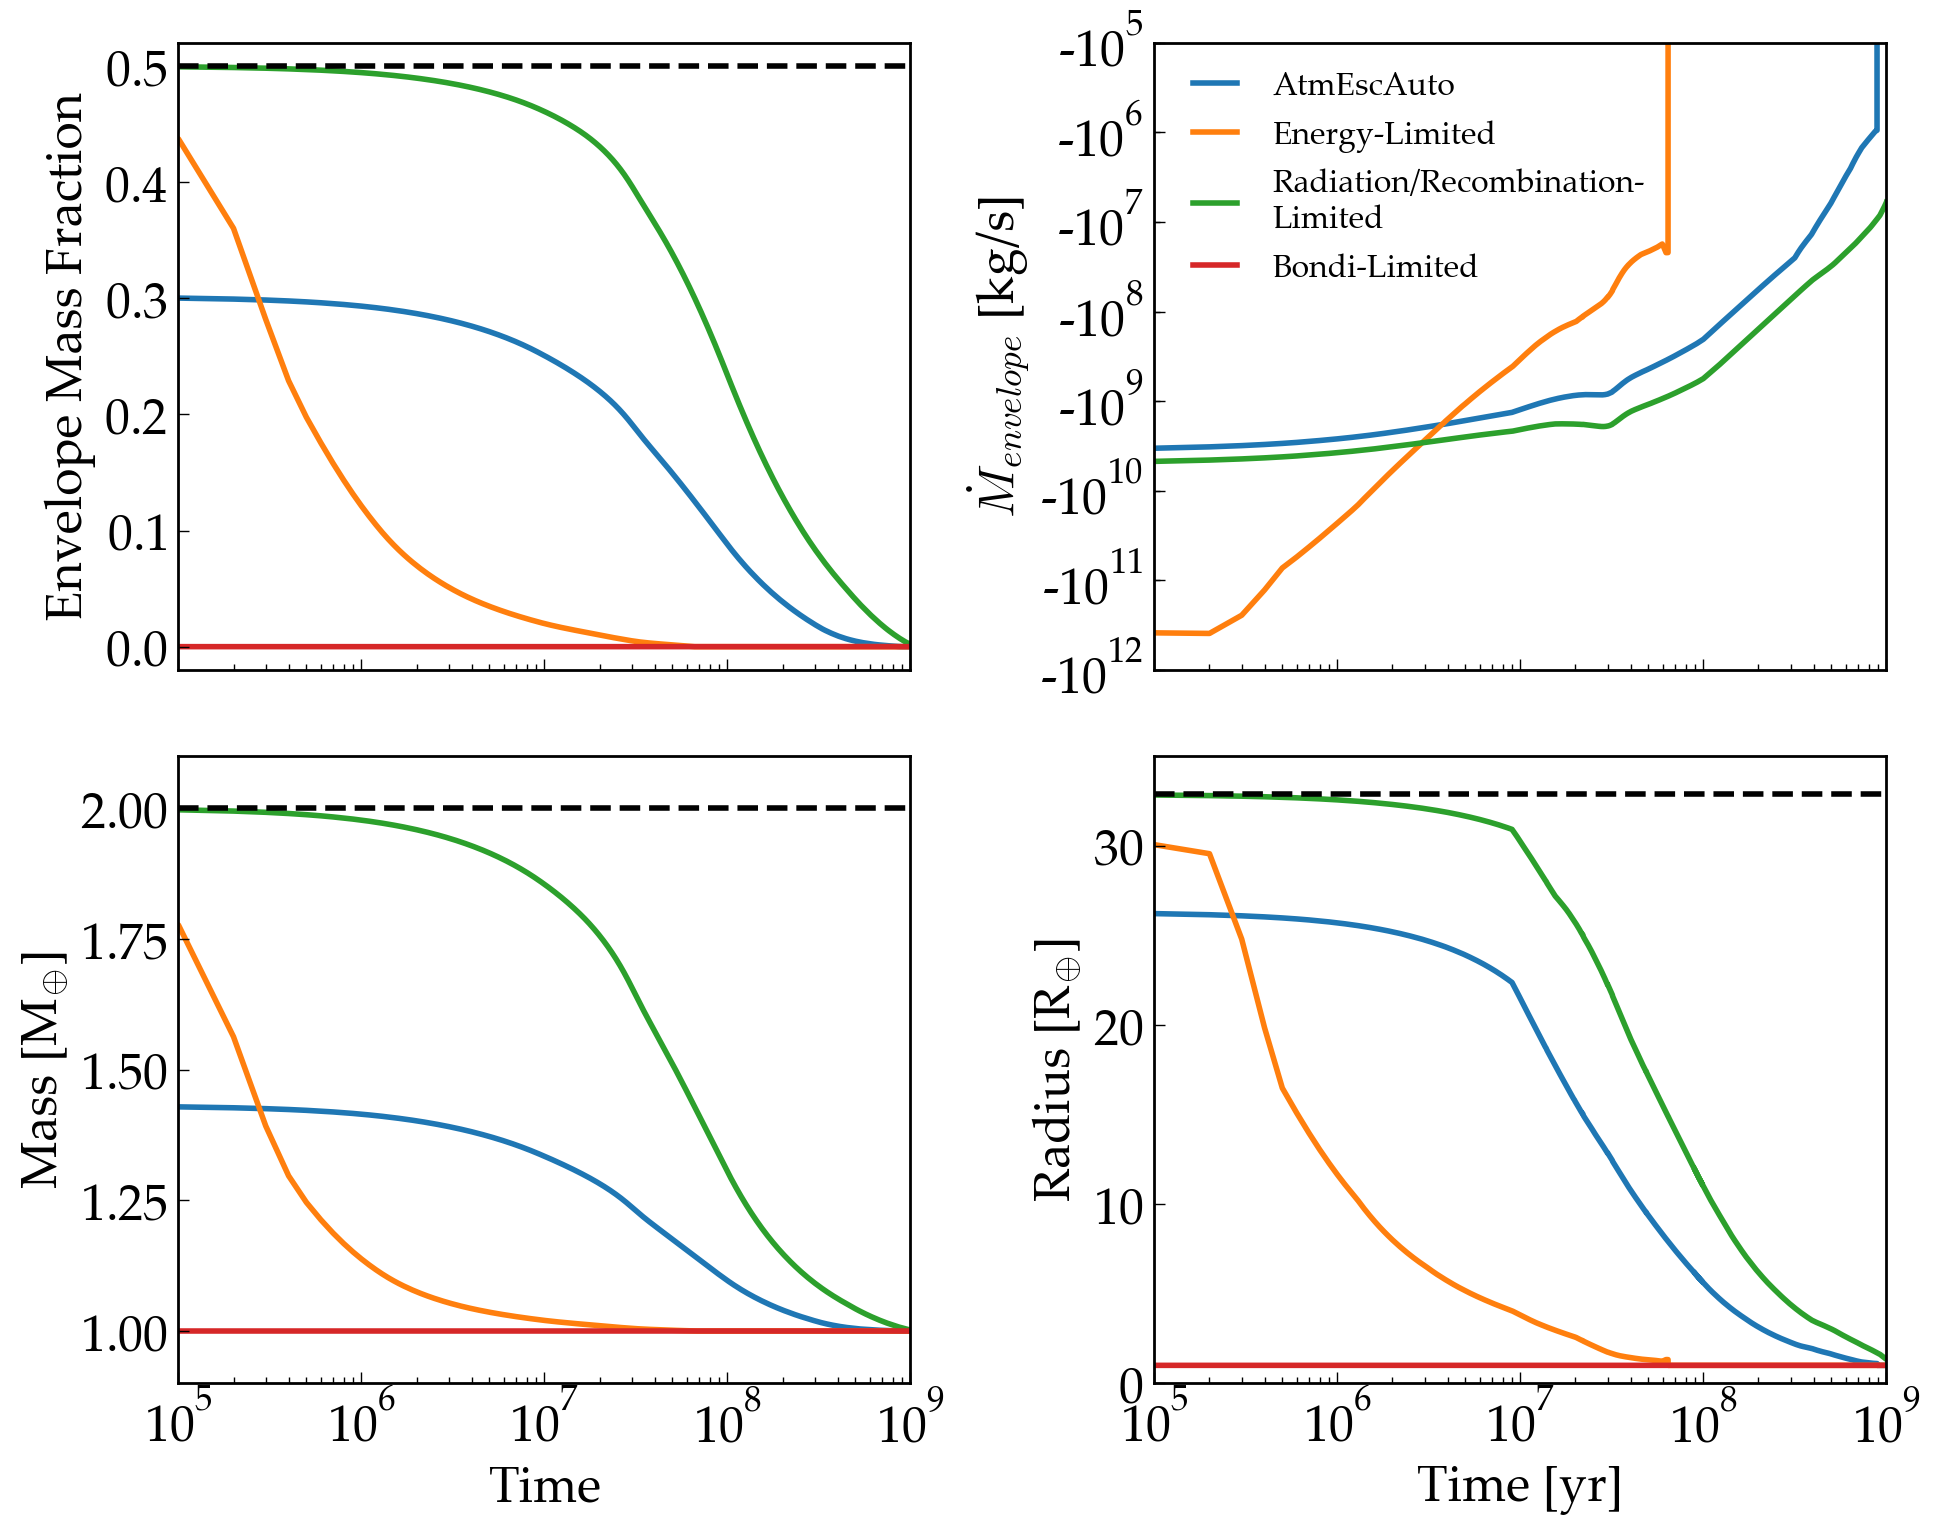 Envelope Mass Fraction
0.5
0.4
0.3
0.2
0.1
0.0
Ṁ_envelope [kg/s]
-10^5
-10^6
-10^7
-10^8
-10^9
-10^10
-10^11
-10^12
AtmEscAuto
Energy-Limited
Radiation/Recombination-
Limited
Bondi-Limited
Mass [M⊕]
2.00
1.75
1.50
1.25
1.00
10^5 10^6 10^7 10^8 10^9
Time
Radius [R⊕]
30
20
10
0
10^5 10^6 10^7 10^8 10^9
Time [yr]